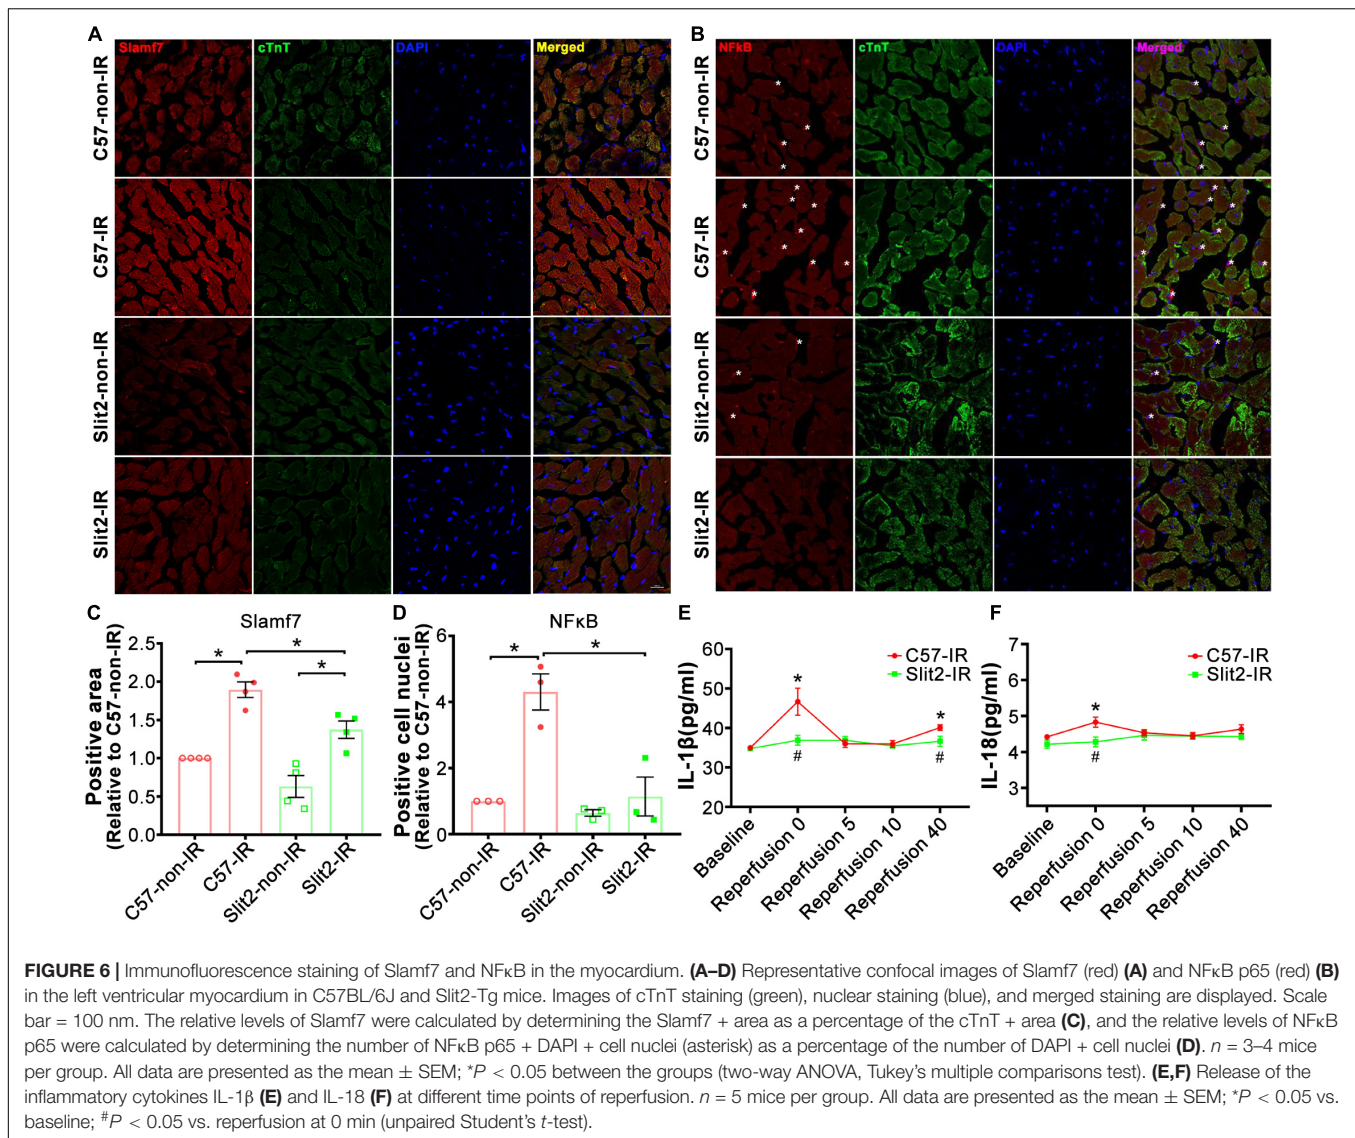 A
B
Slamf7 cTnT DAPI Merged
NFkB cTnT DAPI Merged
C57-non-IR
C57-IR
Slit2-non-IR
Slit2-IR
C57-non-IR
C57-IR
Slit2-non-IR
Slit2-IR
* * * *
* * * *
* * * * * * * * * *
* * * * * * * * * *
* * *
* * *
C
Slamf7
Positive area
(Relative to C57-non-IR)
2.5
2.0
1.5
1.0
0.5
0.0
* * *
C57-non-IR
C57-IR
Slit2-non-IR
Slit2-IR
D
NFκB
Positive cell nuclei
(Relative to C57-non-IR)
6
4
2
0
* *
C57-non-IR
C57-IR
Slit2-non-IR
Slit2-IR
E
IL-1β(pg/ml)
60
50
40
30
20
C57-IR
Slit2-IR
* *
# #
Baseline
Reperfusion 0
Reperfusion 5
Reperfusion 10
Reperfusion 40
F
IL-18(pg/ml)
7
6
5
4
3
C57-IR
Slit2-IR
*
#
Baseline
Reperfusion 0
Reperfusion 5
Reperfusion 10
Reperfusion 40
FIGURE 6 | Immunofluorescence staining of Slamf7 and NFκB in the myocardium. (A–D) Representative confocal images of Slamf7 (red) (A) and NFκB p65 (red) (B)
in the left ventricular myocardium in C57BL/6J and Slit2-Tg mice. Images of cTnT staining (green), nuclear staining (blue), and merged staining are displayed. Scale
bar = 100 nm. The relative levels of Slamf7 were calculated by determining the Slamf7 + area as a percentage of the cTnT + area (C), and the relative levels of NFκB
p65 were calculated by determining the number of NFκB p65 + DAPI + cell nuclei (asterisk) as a percentage of the number of DAPI + cell nuclei (D). n = 3–4 mice
per group. All data are presented as the mean ± SEM; *P < 0.05 between the groups (two-way ANOVA, Tukey's multiple comparisons test). (E,F) Release of the
inflammatory cytokines IL-1β (E) and IL-18 (F) at different time points of reperfusion. n = 5 mice per group. All data are presented as the mean ± SEM; *P < 0.05 vs.
baseline; #P < 0.05 vs. reperfusion at 0 min (unpaired Student's t-test).